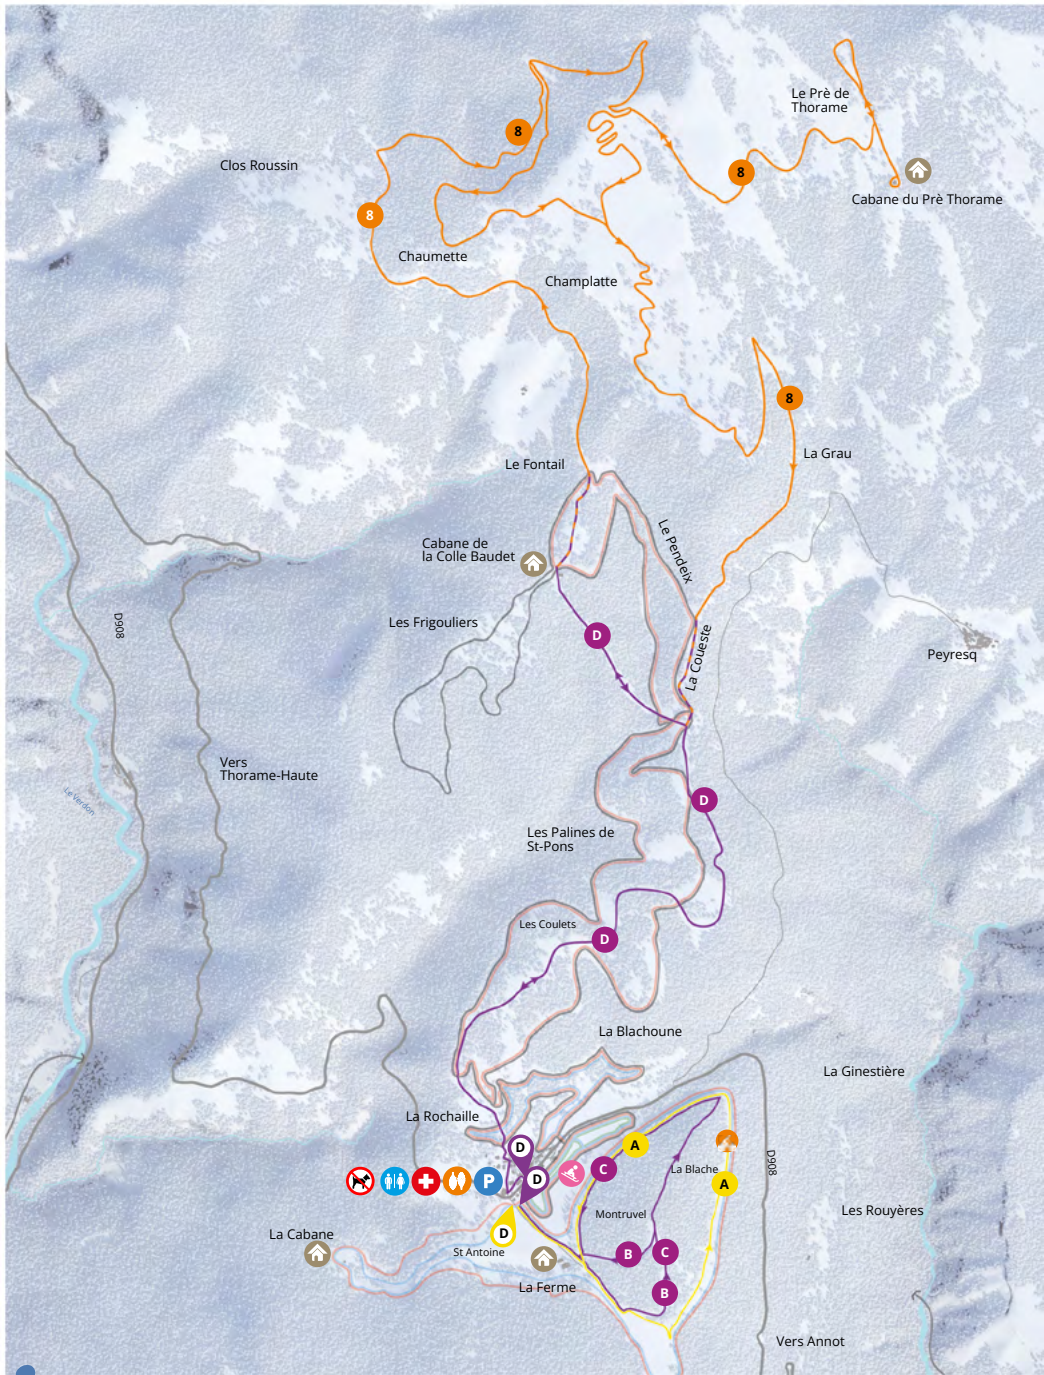 Le Prè de
Thorame
8
Clos Roussin
8
Cabane du Prè Thorame
8
Chaumette
Champlatte
8
La Grau
Le Fontail
Le Pendeix
Cabane de
la Colle Baudet
D908
Les Frigouliers
D
La Coueste
Peyresq
Vers
Thorame-Haute
Le Verdon
D
Les Palines de
St-Pons
Les Coulets
D
La Blachoune
La Ginestière
La Rochaille
D
A
C
La Blache
D908
P
D
A
Montruvel
Les Rouyères
La Cabane
D
St Antoine
B
C
La Ferme
B
Vers Annot